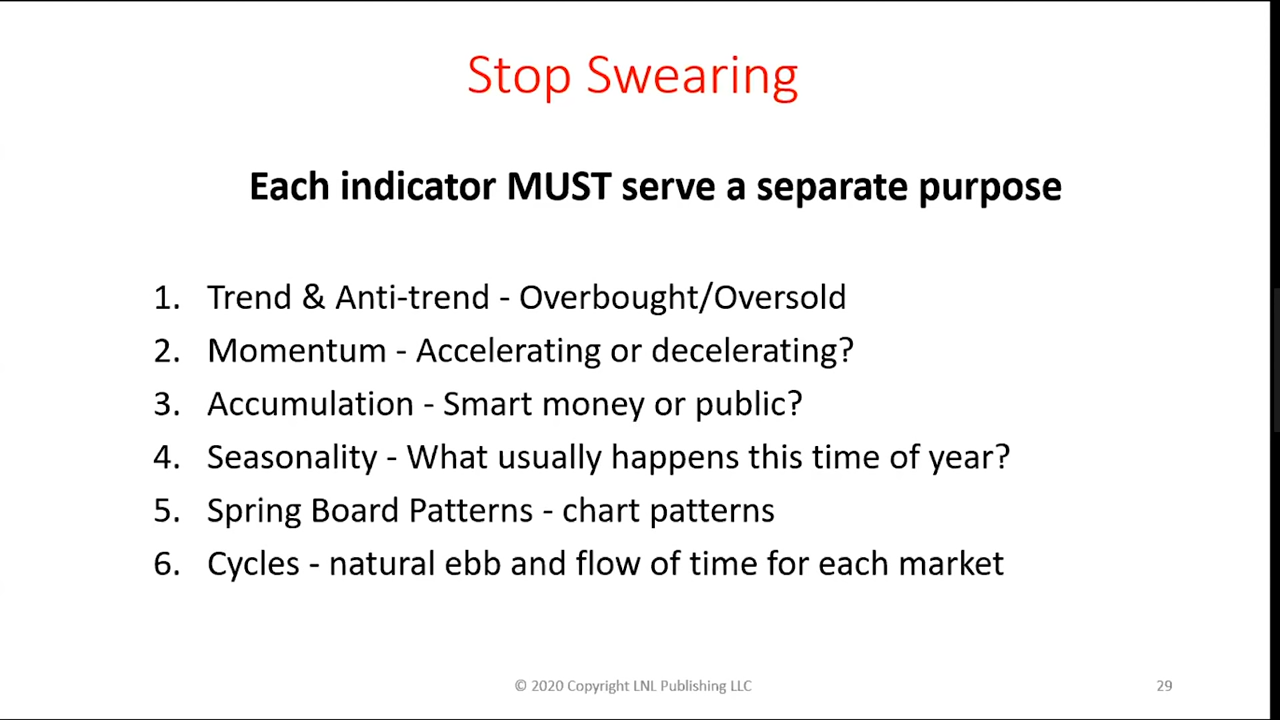 Stop Swearing
Each indicator MUST serve a separate purpose
1. Trend & Anti-trend - Overbought/Oversold
2. Momentum - Accelerating or decelerating?
3. Accumulation - Smart money or public?
4. Seasonality - What usually happens this time of year?
5. Spring Board Patterns - chart patterns
6. Cycles - natural ebb and flow of time for each market
© 2020 Copyright LNL Publishing LLC
29